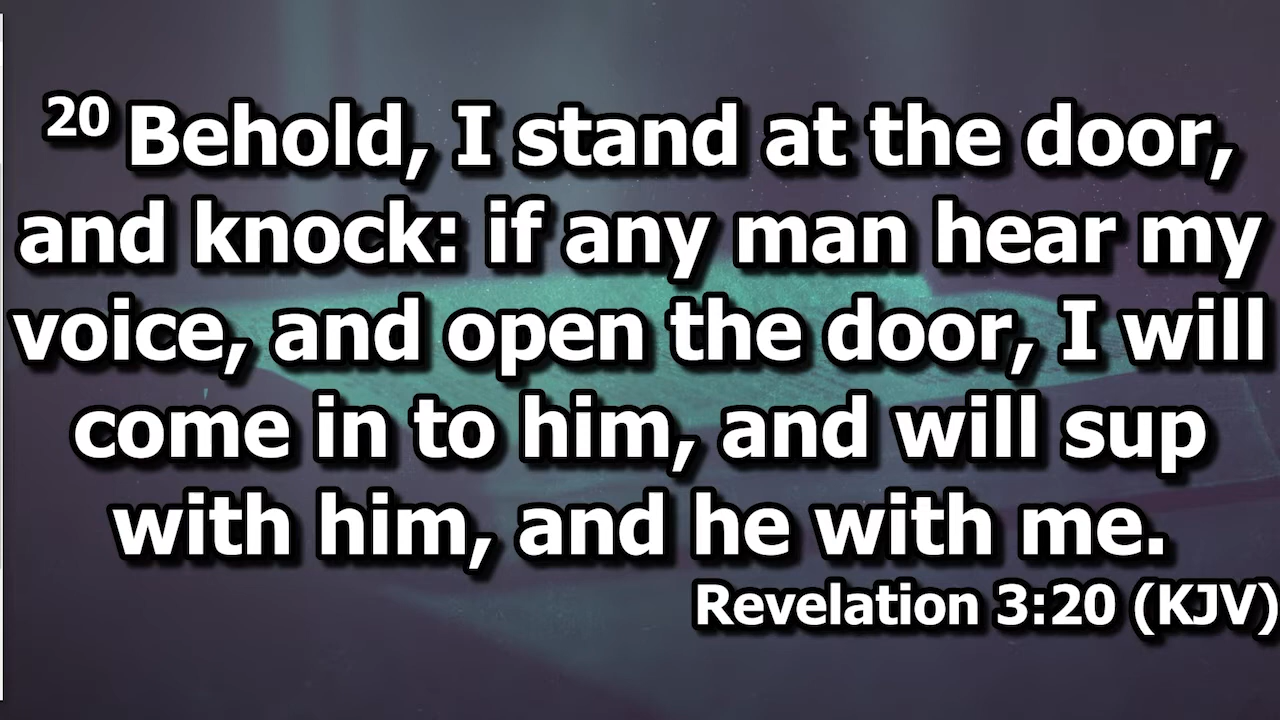 20 Behold, I stand at the door,
and knock: if any man hear my
voice, and open the door, I will
come in to him, and will sup
with him, and he with me.
Revelation 3:20 (KJV)